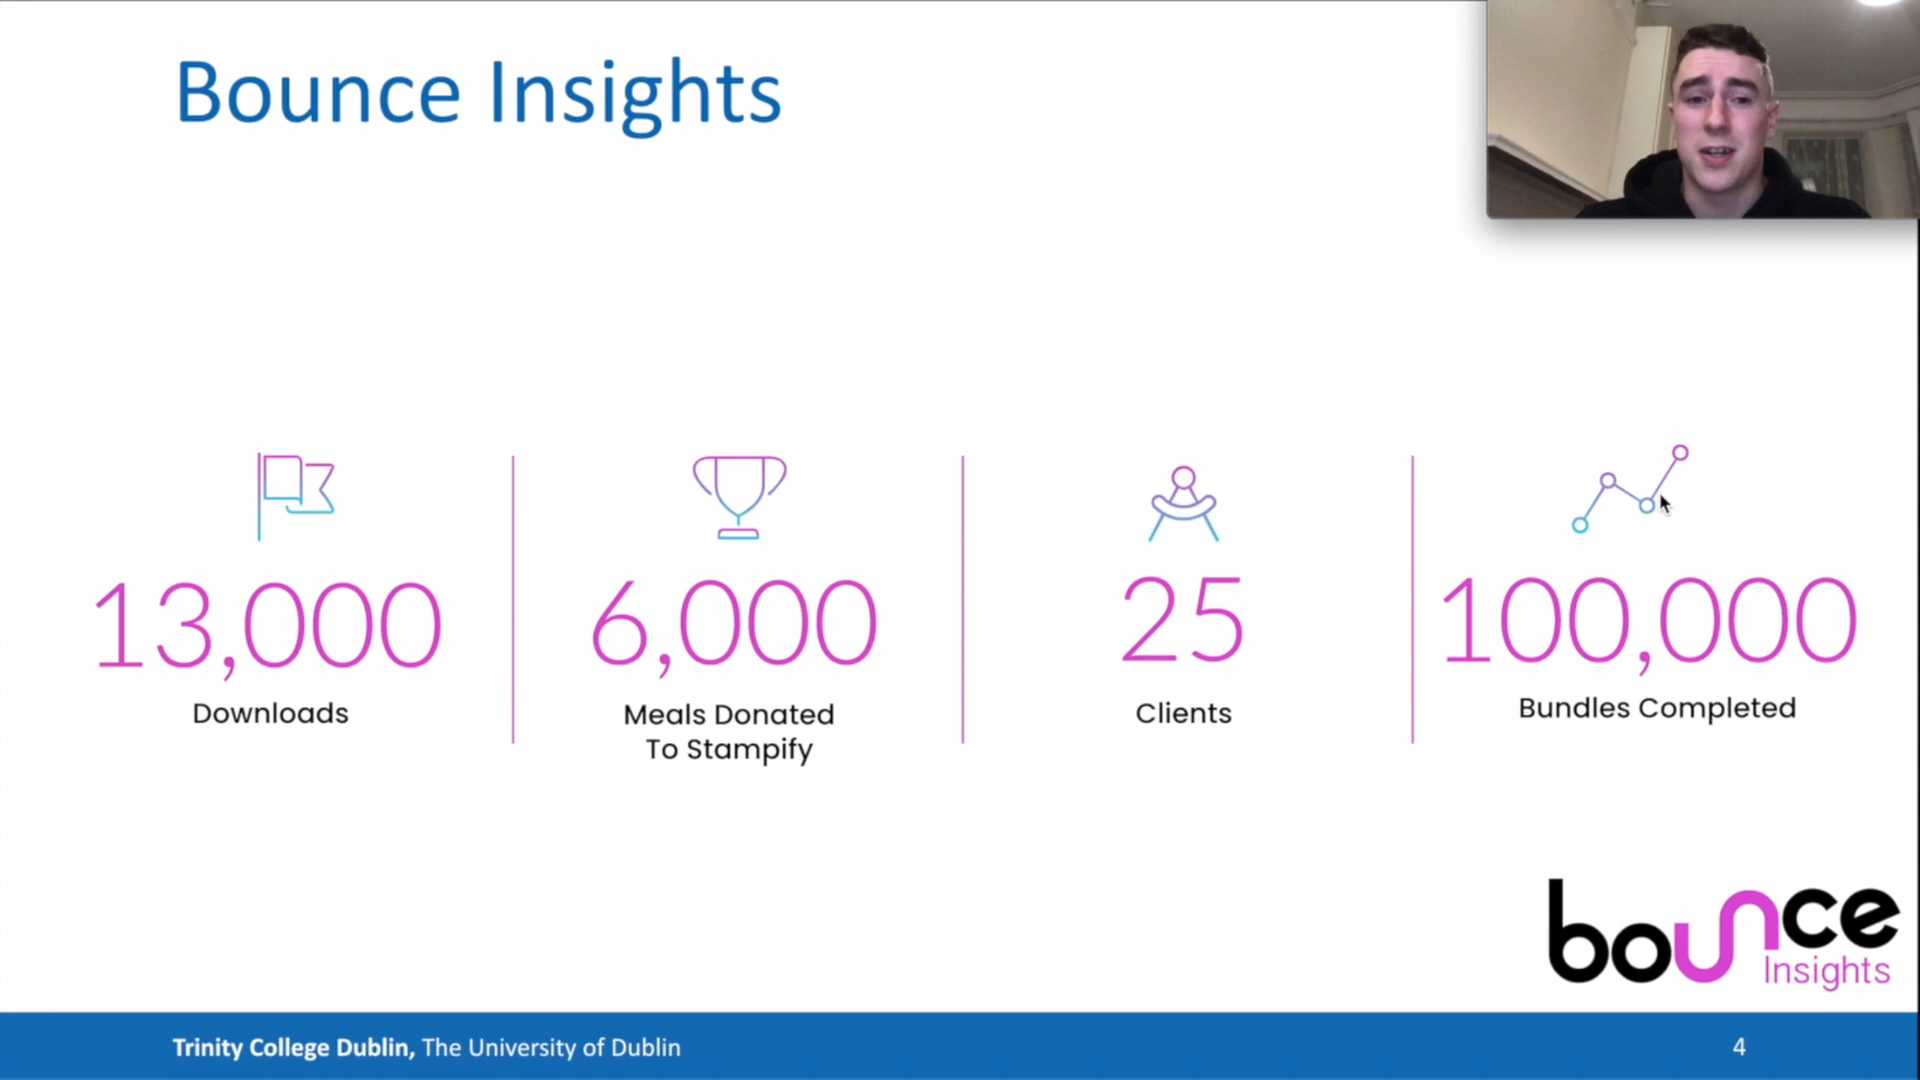 Bounce Insights
13,000
Downloads
6,000
Meals Donated
To Stampify
25
Clients
100,000
Bundles Completed
bounce
Insights
Trinity College Dublin, The University of Dublin
4